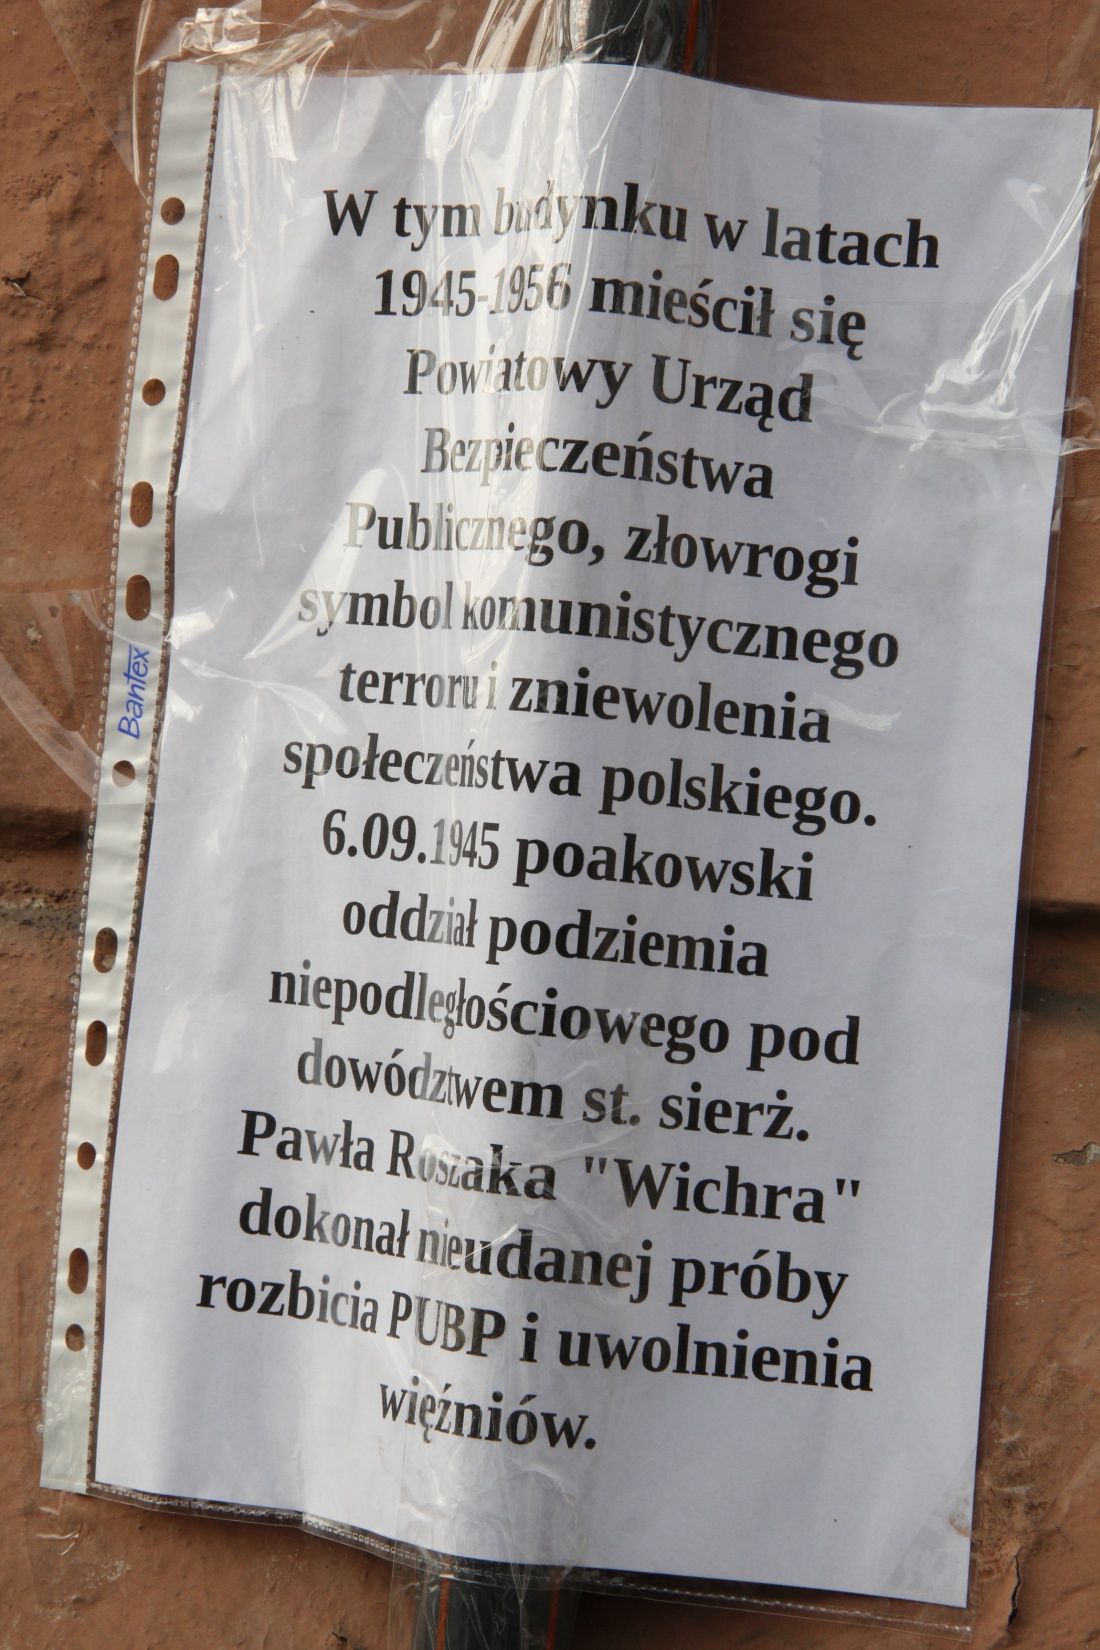 W tym budynku w latach
1945-1956 mieścił się
Powiatowy Urząd
Bezpieczeństwa
Publicznego, złowrogi
symbol komunistycznego
terroru i zniewolenia
społeczeństwa polskiego.
6.09.1945 poakowski
oddział podziemia
niepodległościowego pod
dowództwem st. sierż.
Pawła Roszaka "Wichra"
dokonał nieudanej próby
rozbicia PUBP i uwolnienia
więźniów.
Bantex